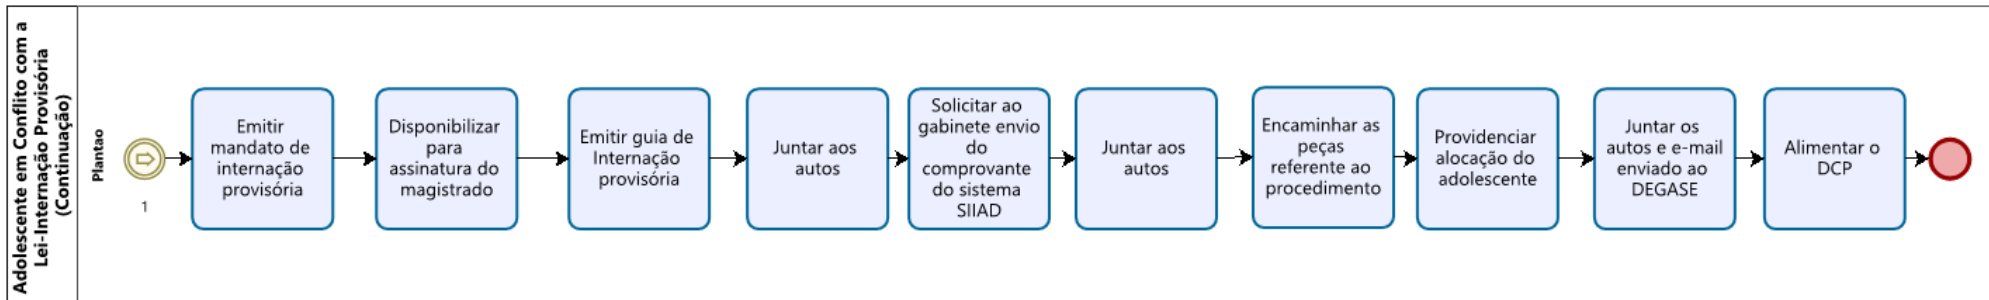 Adolescente em Conflito com a
Lei-Internação Provisória
(Continuação)
Plantao
1
Emitir
mandato de
internação
provisória
Disponibilizar
para
assinatura do
magistrado
Emitir guia de
Internação
provisória
Juntar aos
autos
Solicitar ao
gabinete envio
do
comprovante
do sistema
SIIAD
Juntar aos
autos
Encaminhar as
peças
referente ao
procedimento
Providenciar
alocação do
adolescente
Juntar os
autos e e-mail
enviado ao
DEGASE
Alimentar o
DCP